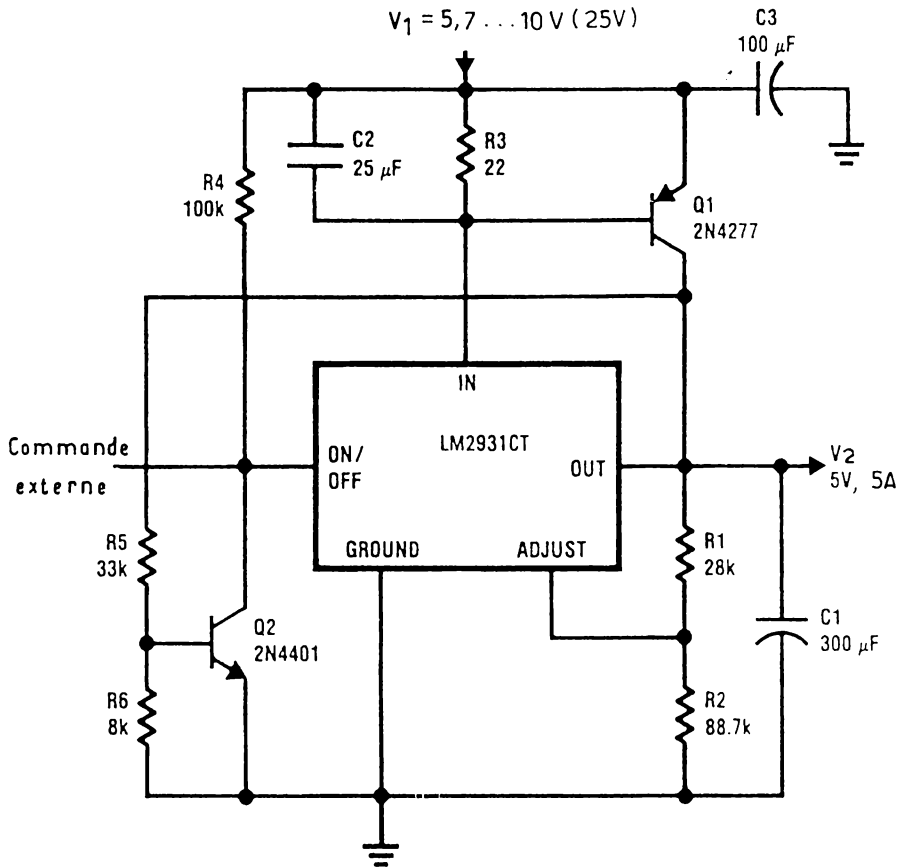 V1 = 5,7 ...10 V (25V)
C3
100 µF
C2
25 µF
R3
22
R4
100k
Q1
2N4277
IN
LM2931CT
Commande
externe
ON/
OFF
OUT
V2
5V, 5A
GROUND
ADJUST
R5
33k
R1
28k
Q2
2N4401
C1
300 µF
R6
8k
R2
88.7k